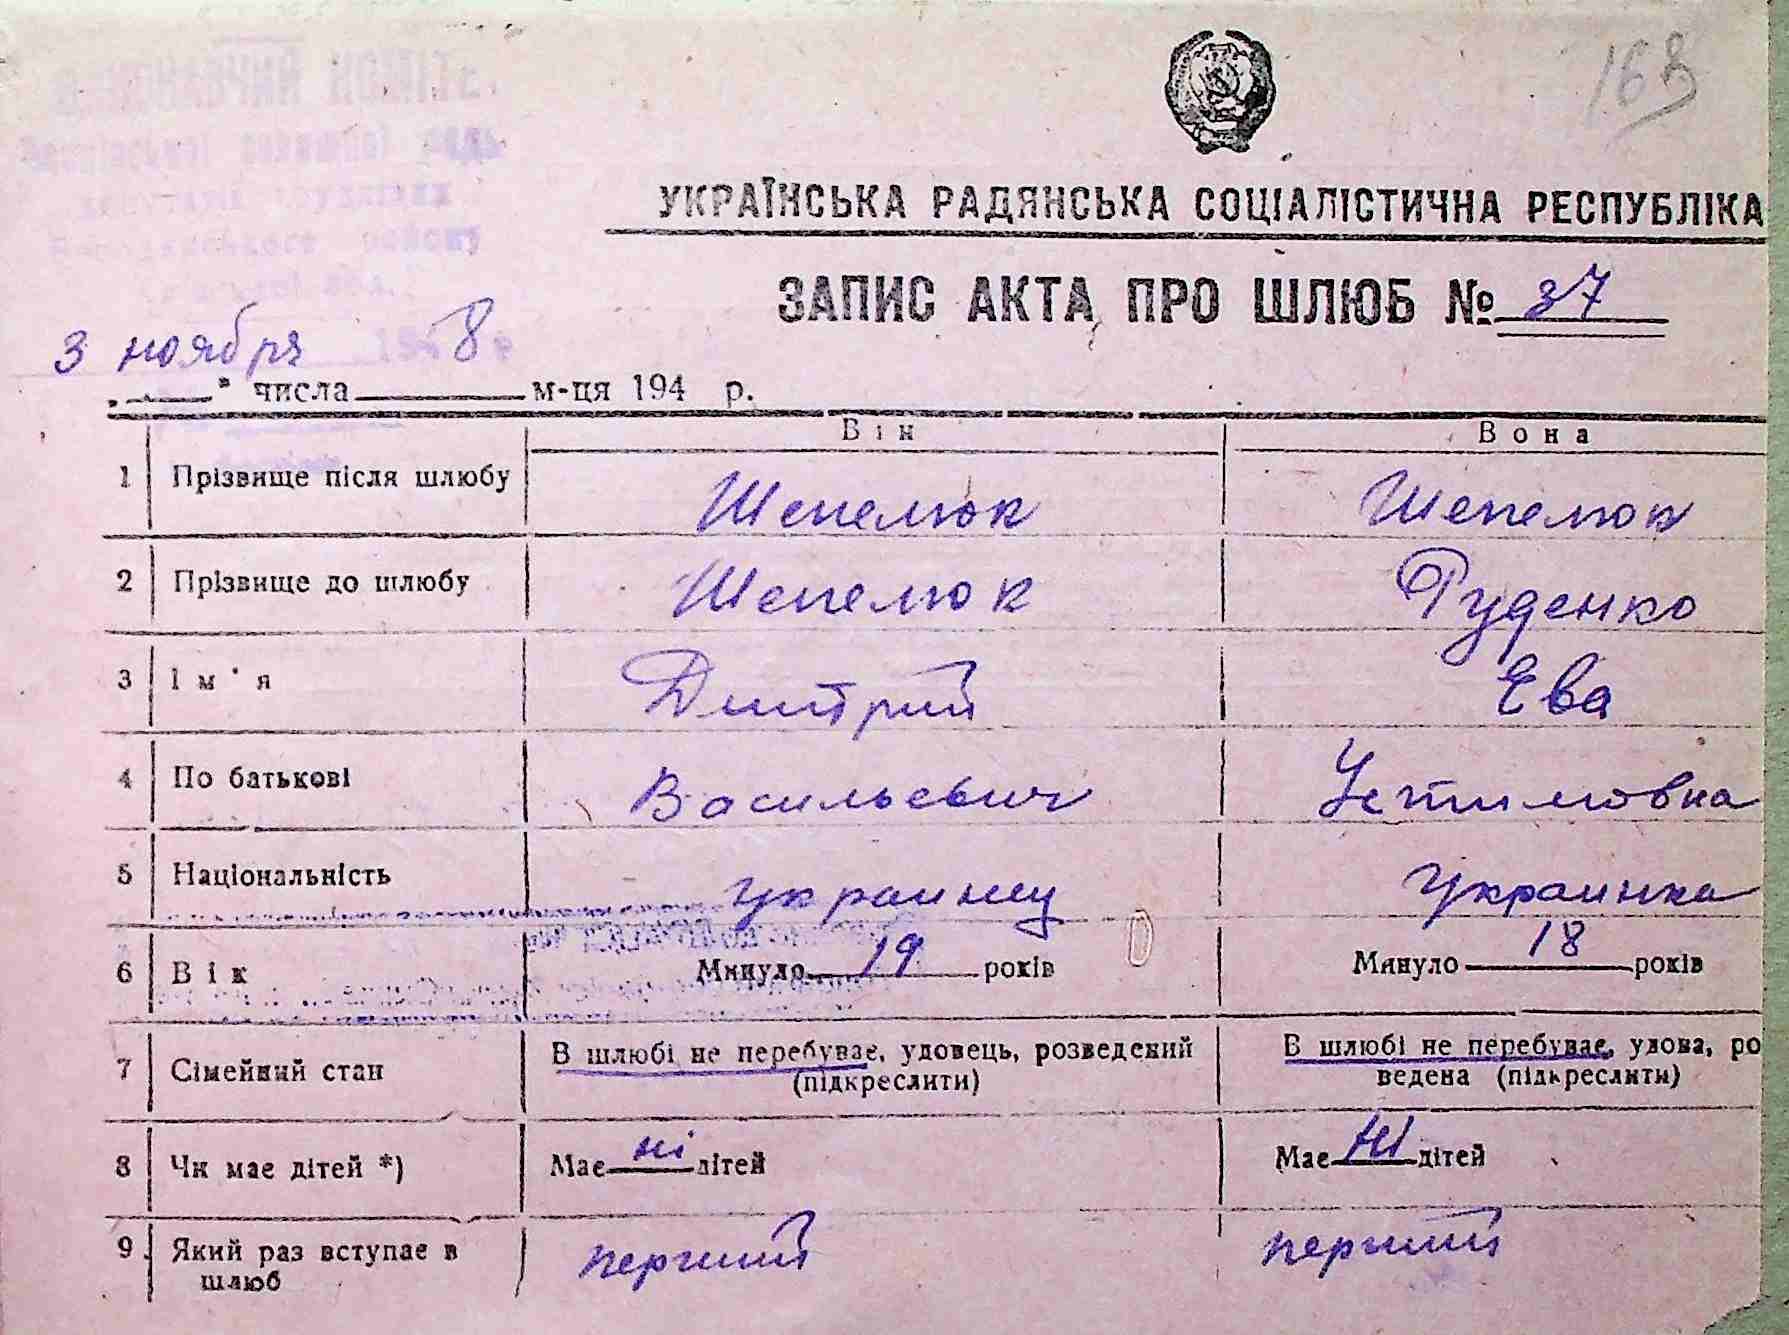 168
УКРАЇНСЬКА РАДЯНСЬКА СОЦІАЛІСТИЧНА РЕСПУБЛІКА
ЗАПИС АКТА ПРО ШЛЮБ № 37
3 ноября 1948 г
" числа м-ця 194 р.
Він Вона
1 Прізвище після шлюбу Шепелюк Шепелюк
2 Прізвище до шлюбу Шепелюк Руденко
3 Ім'я Дмитрий Ева
4 По батькові Васильевич Устимовна
5 Національність украинец украинка
6 Вік Минуло 19 років Минуло 18 років
7 Сімейний стан В шлюбі не перебуває, удовець, розведений (підкреслити) В шлюбі не перебуває, удова, ро
ведена (підкреслити)
8 Чи має дітей *) Має ні дітей Має ні дітей
9. Який раз вступає в шлюб перший перший